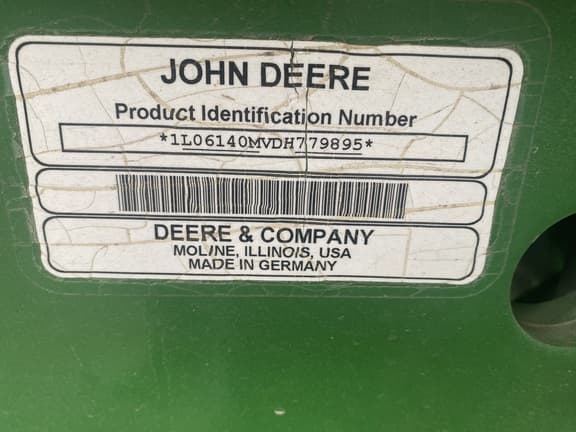 JOHN DEERE
Product Identification Number
*1L06140MVDH779895*
DEERE & COMPANY
MOLINE, ILLINOIS, USA
MADE IN GERMANY